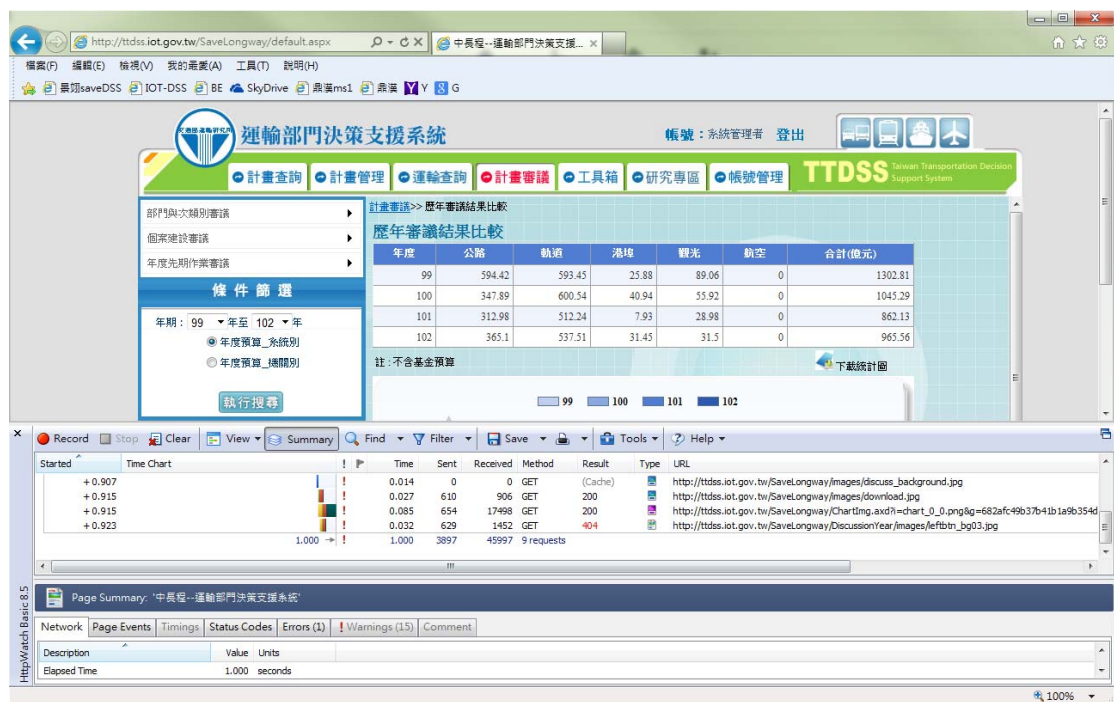 http://ttdss.iot.gov.tw/SaveLongway/default.aspx
中長程--運輸部門決策支援...
檔案(F) 編輯(E) 檢視(V) 我的最愛(A) 工具(T) 說明(H)
景翊saveDSS IOT-DSS BE SkyDrive 鼎漢ms1 鼎漢 Y G
交通部運輸研究所
運輸部門決策支援系統
帳號：系統管理者 登出
計畫查詢 計畫管理 運輸查詢 計畫審議 工具箱 研究專區 帳號管理
TTDSS Taiwan Transportation Decision
Support System
部門與次類別審議
個案建設審議
年度先期作業審議
條件篩選
年期：99 年至 102 年
年度預算_系統別
年度預算_機關別
執行搜尋
計畫審議>> 歷年審議結果比較
歷年審議結果比較
年度 公路 軌道 港埠 觀光 航空 合計(億元)
99 594.42 593.45 25.88 89.06 0 1302.81
100 347.89 600.54 40.94 55.92 0 1045.29
101 312.98 512.24 7.93 28.98 0 862.13
102 365.1 537.51 31.45 31.5 0 965.56
註：不含基金預算
下載統計圖
99 100 101 102
Record Stop Clear View Summary Find Filter Save Tools Help
Started Time Chart ! Time Sent Received Method Result Type URL
+ 0.907 ! 0.014 0 0 GET (Cache) http://ttdss.iot.gov.tw/SaveLongway/images/discuss_background.jpg
+ 0.915 ! 0.027 610 906 GET 200 http://ttdss.iot.gov.tw/SaveLongway/images/download.jpg
+ 0.915 ! 0.085 654 17498 GET 200 http://ttdss.iot.gov.tw/SaveLongway/ChartImg.axd?i=chart_0_0.png&g=682afc49b37b41b1a9b354d
+ 0.923 ! 0.032 629 1452 GET 404 http://ttdss.iot.gov.tw/SaveLongway/DiscussionYear/images/leftbtn_bg03.jpg
1.000 ! 1.000 3897 45997 9 requests
HttpWatch Basic 8.5
Page Summary: '中長程--運輸部門決策支援系統'
Network Page Events Timings Status Codes Errors (1) ! Warnings (15) Comment
Description Value Units
Elapsed Time 1.000 seconds
100%